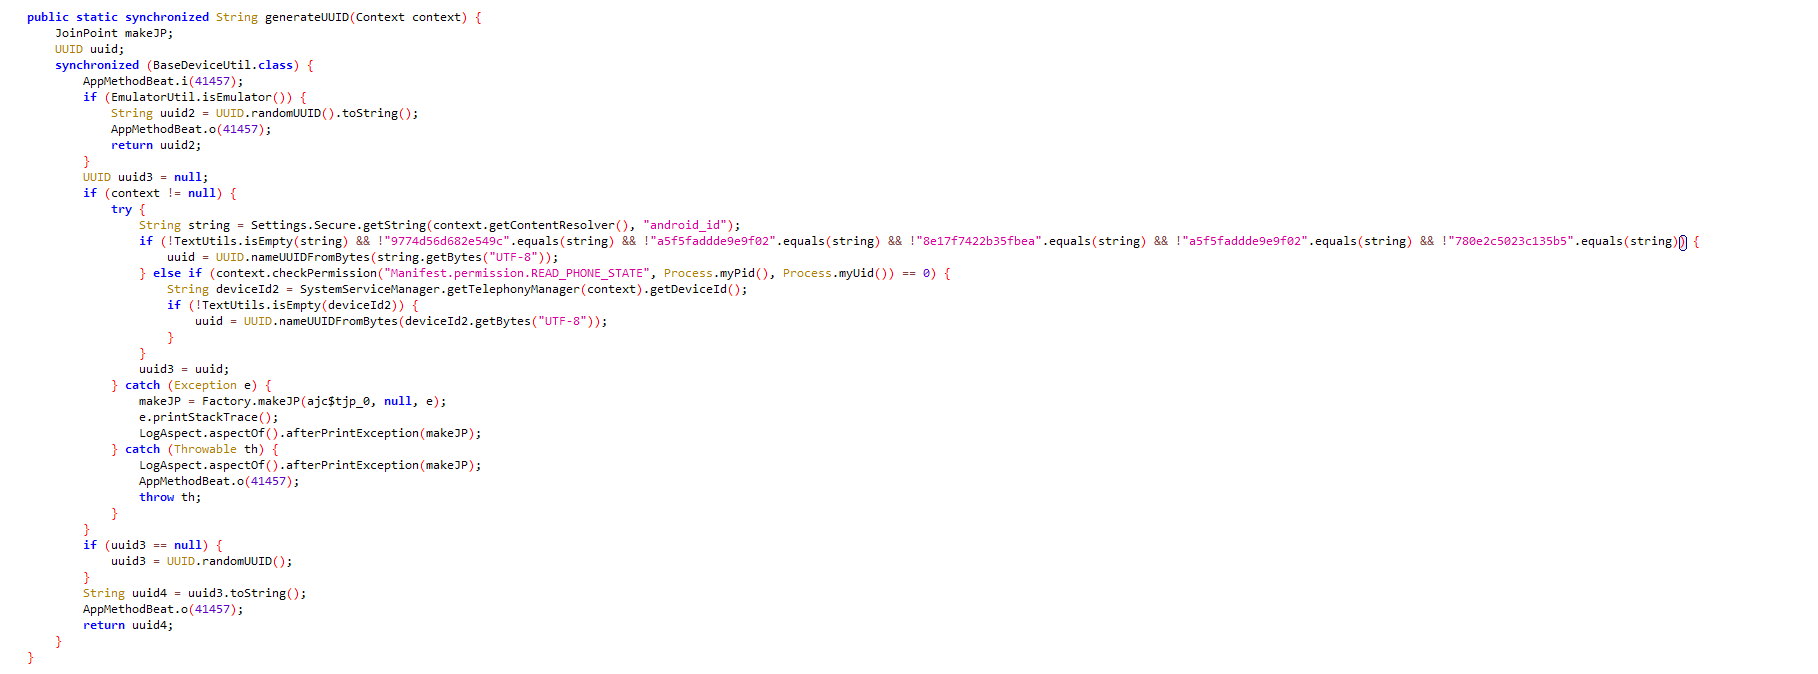 public static synchronized String generateUUID(Context context) {
JoinPoint makeJP;
UUID uuid;
synchronized (BaseDeviceUtil.class) {
AppMethodBeat.i(41457);
if (EmulatorUtil.isEmulator()) {
String uuid2 = UUID.randomUUID().toString();
AppMethodBeat.o(41457);
return uuid2;
}
UUID uuid3 = null;
if (context != null) {
try {
String string = Settings.Secure.getString(context.getContentResolver(), "android_id");
if (!TextUtils.isEmpty(string) && !"9774d56d682e549c".equals(string) && !"a5f5faddde9e9f02".equals(string) && !"8e17f7422b35fbea".equals(string) && !"a5f5faddde9e9f02".equals(string) && !"780e2c5023c135b5".equals(string)) {
uuid = UUID.nameUUIDFromBytes(string.getBytes("UTF-8"));
} else if (context.checkPermission("Manifest.permission.READ_PHONE_STATE", Process.myPid(), Process.myUid()) == 0) {
String deviceId2 = SystemServiceManager.getTelephonyManager(context).getDeviceId();
if (!TextUtils.isEmpty(deviceId2)) {
uuid = UUID.nameUUIDFromBytes(deviceId2.getBytes("UTF-8"));
}
}
uuid3 = uuid;
} catch (Exception e) {
makeJP = Factory.makeJP(ajc$tjp_0, null, e);
e.printStackTrace();
LogAspect.aspectOf().afterPrintException(makeJP);
} catch (Throwable th) {
LogAspect.aspectOf().afterPrintException(makeJP);
AppMethodBeat.o(41457);
throw th;
}
}
if (uuid3 == null) {
uuid3 = UUID.randomUUID();
}
String uuid4 = uuid3.toString();
AppMethodBeat.o(41457);
return uuid4;
}
}